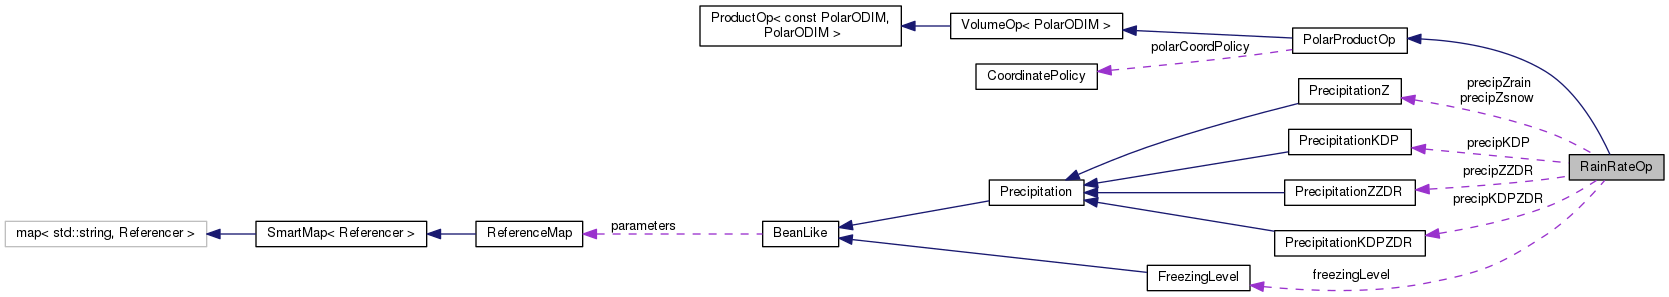 ProductOp< const PolarODIM,
PolarODIM >
VolumeOp< PolarODIM >
PolarProductOp
polarCoordPolicy
CoordinatePolicy
PrecipitationZ
precipZrain
precipZsnow
PrecipitationKDP
precipKDP
RainRateOp
precipZZDR
Precipitation
PrecipitationZZDR
precipKDPZDR
map< std::string, Referencer >
SmartMap< Referencer >
ReferenceMap
parameters
BeanLike
PrecipitationKDPZDR
FreezingLevel
freezingLevel